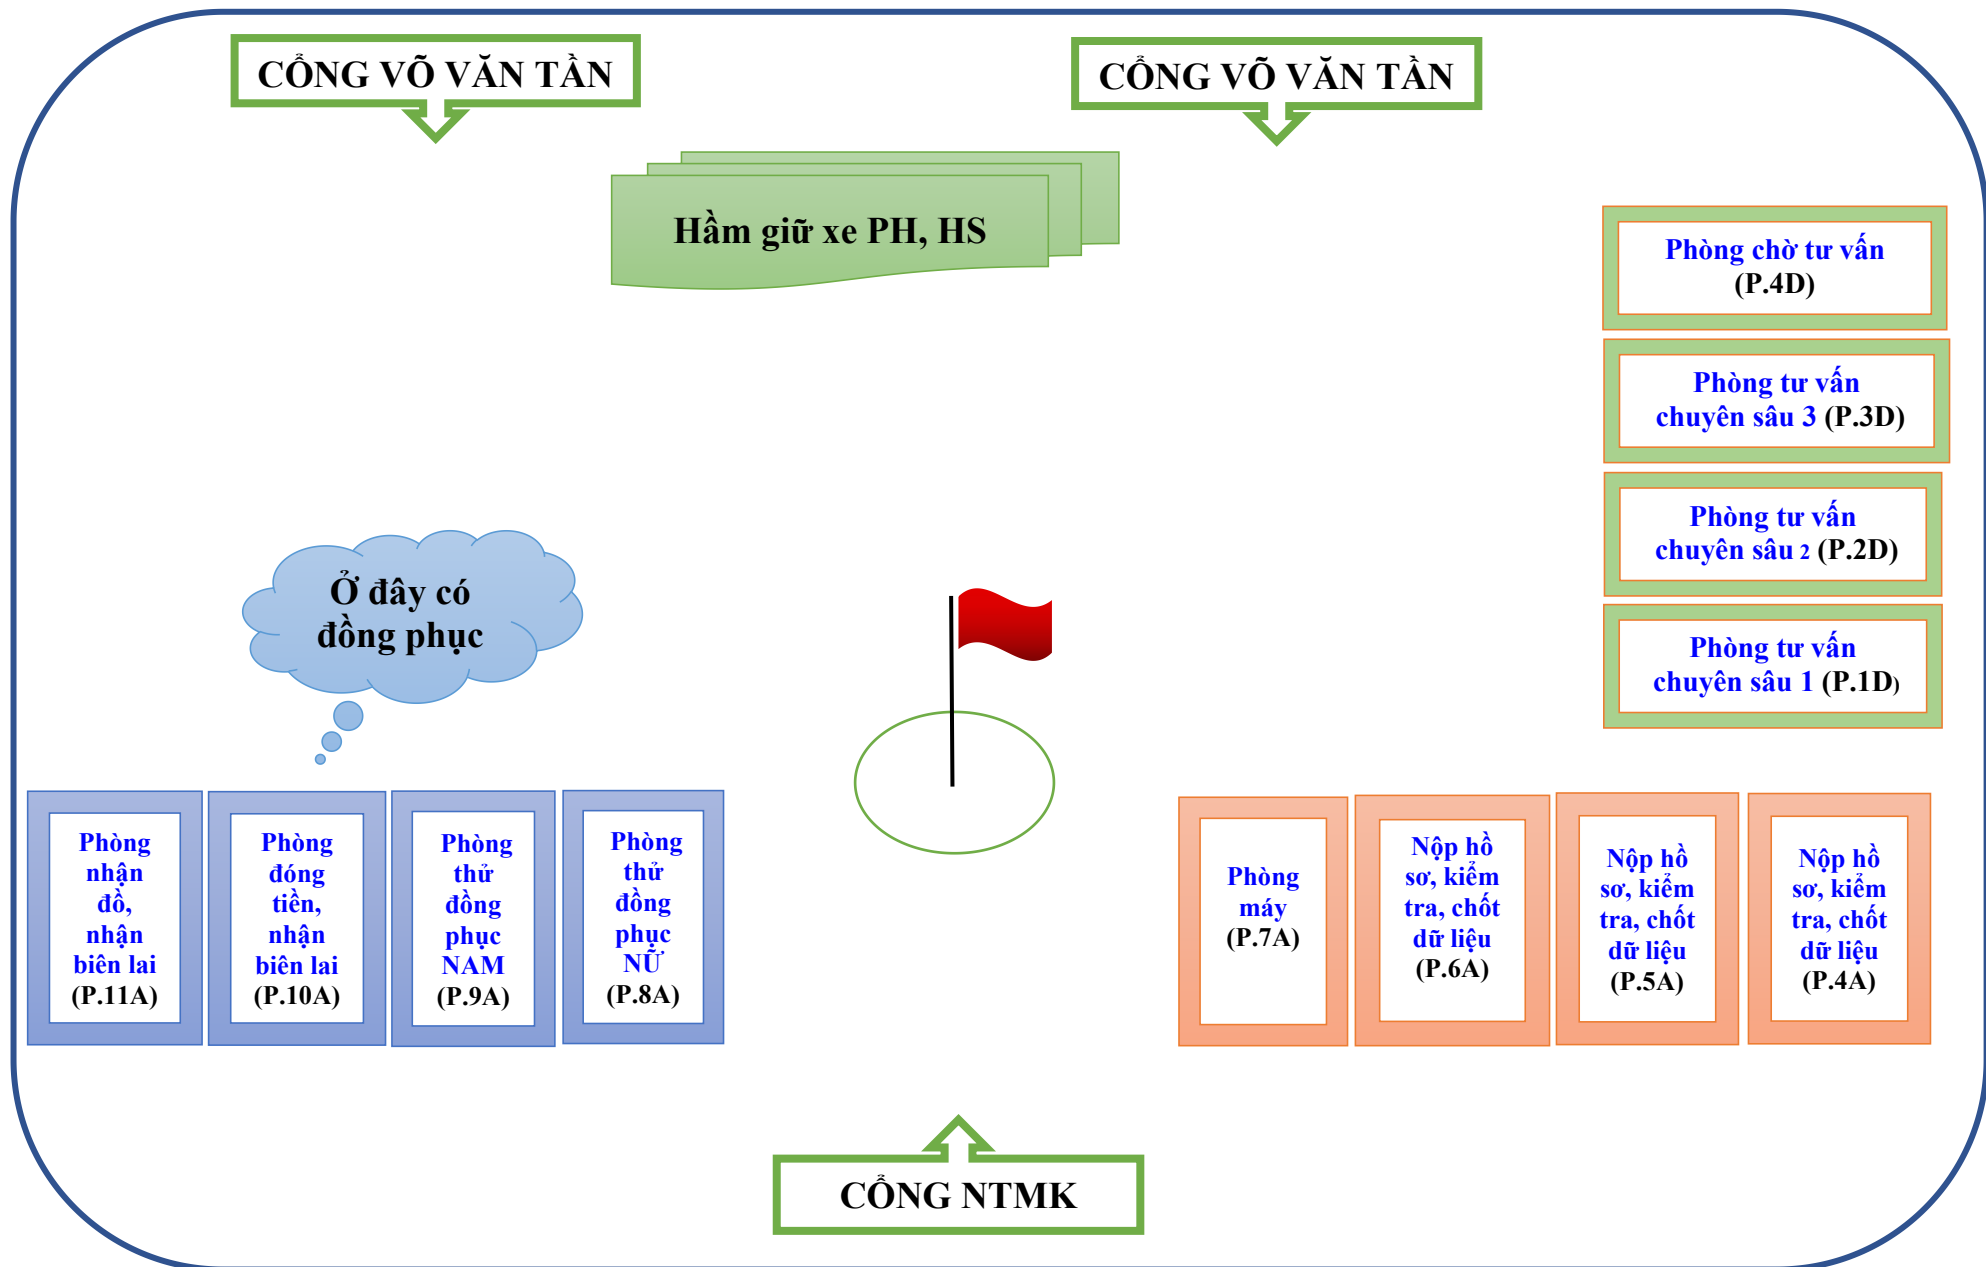 CỔNG VÕ VĂN TẦN
CỔNG VÕ VĂN TẦN
Hầm giữ xe PH, HS
Phòng chờ tư vấn
(P.4D)
Phòng tư vấn
chuyên sâu 3 (P.3D)
Phòng tư vấn
chuyên sâu 2 (P.2D)
Phòng tư vấn
chuyên sâu 1 (P.1D)
Ở đây có
đồng phục
Phòng
nhận
đồ,
nhận
biên lai
(P.11A)
Phòng
đóng
tiền,
nhận
biên lai
(P.10A)
Phòng
thử
đồng
phục
NAM
(P.9A)
Phòng
thử
đồng
phục
NỮ
(P.8A)
Phòng
máy
(P.7A)
Nộp hồ
sơ, kiểm
tra, chốt
dữ liệu
(P.6A)
Nộp hồ
sơ, kiểm
tra, chốt
dữ liệu
(P.5A)
Nộp hồ
sơ, kiểm
tra, chốt
dữ liệu
(P.4A)
CỔNG NTMK